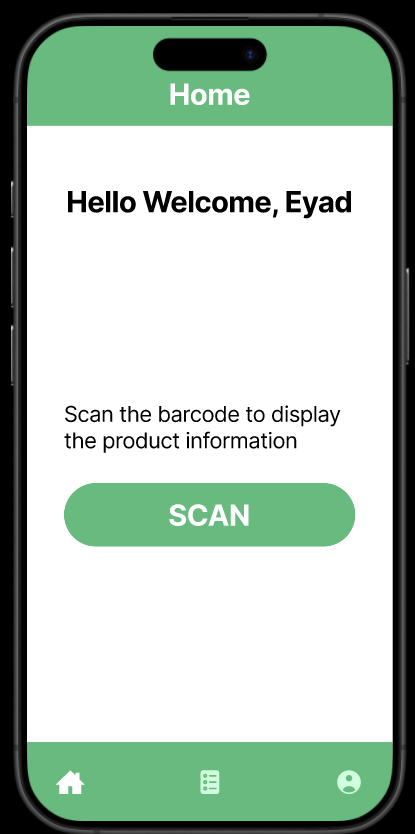 Home
Hello Welcome, Eyad
Scan the barcode to display
the product information
SCAN